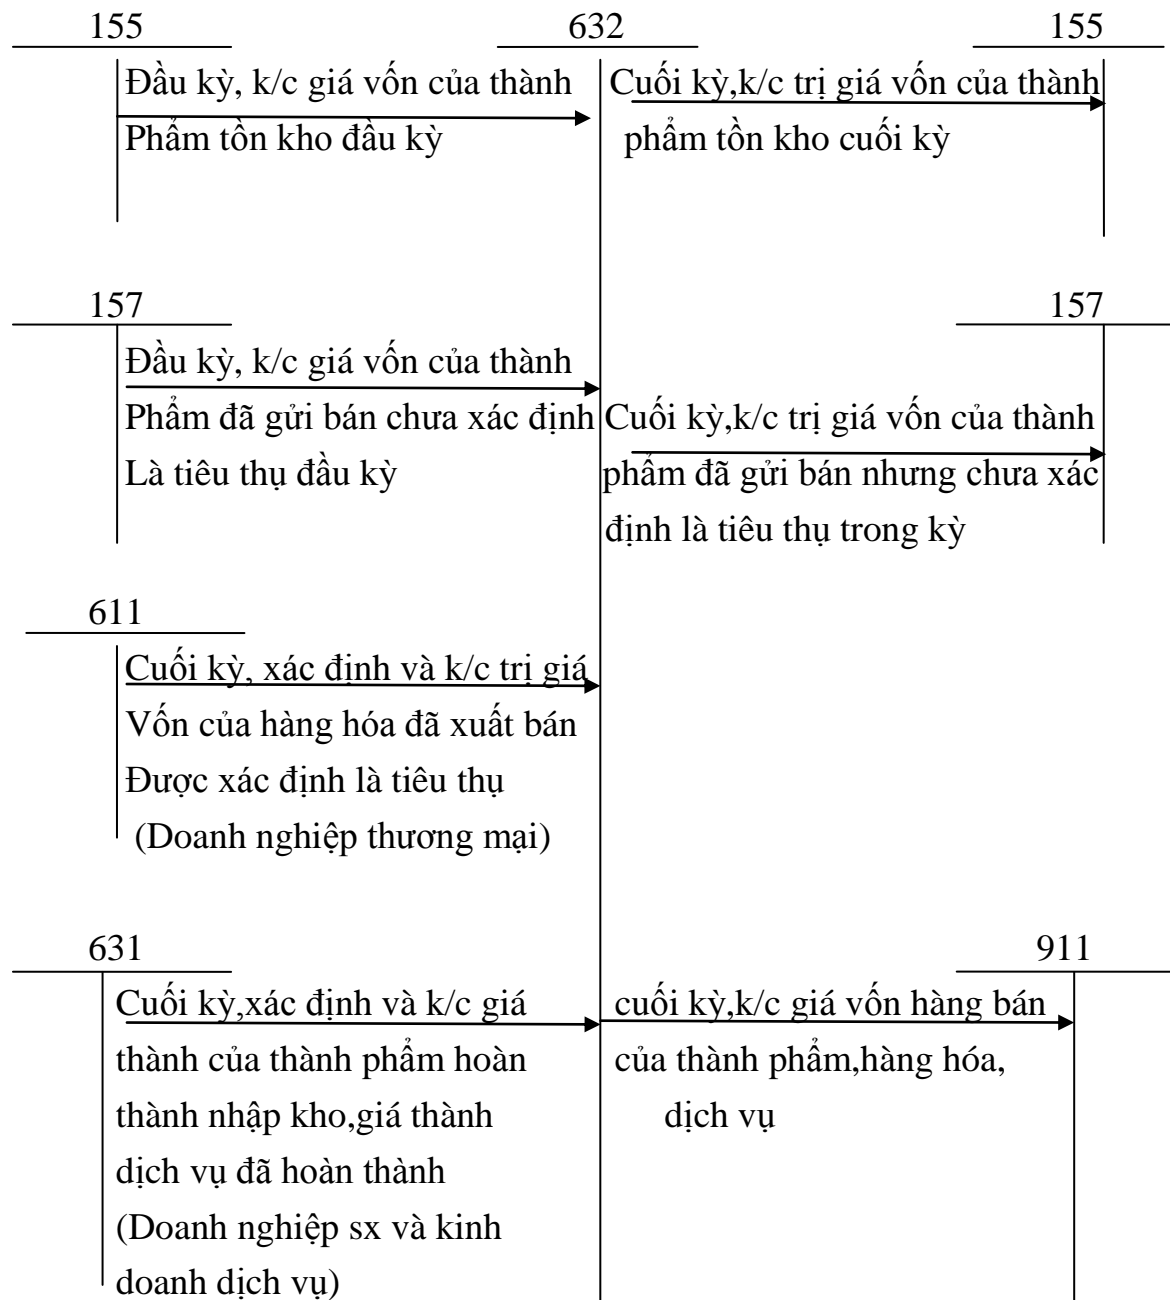 155
632
155
Đầu kỳ, k/c giá vốn của thành
Phẩm tồn kho đầu kỳ
Cuối kỳ,k/c trị giá vốn của thành
phẩm tồn kho cuối kỳ
157
157
Đầu kỳ, k/c giá vốn của thành
Phẩm đã gửi bán chưa xác định
Là tiêu thụ đầu kỳ
Cuối kỳ,k/c trị giá vốn của thành
phẩm đã gửi bán nhưng chưa xác
định là tiêu thụ trong kỳ
611
Cuối kỳ, xác định và k/c trị giá
Vốn của hàng hóa đã xuất bán
Được xác định là tiêu thụ
(Doanh nghiệp thương mại)
631
911
Cuối kỳ,xác định và k/c giá
thành của thành phẩm hoàn
thành nhập kho,giá thành
dịch vụ đã hoàn thành
(Doanh nghiệp sx và kinh
doanh dịch vụ)
cuối kỳ,k/c giá vốn hàng bán
của thành phẩm,hàng hóa,
dịch vụ